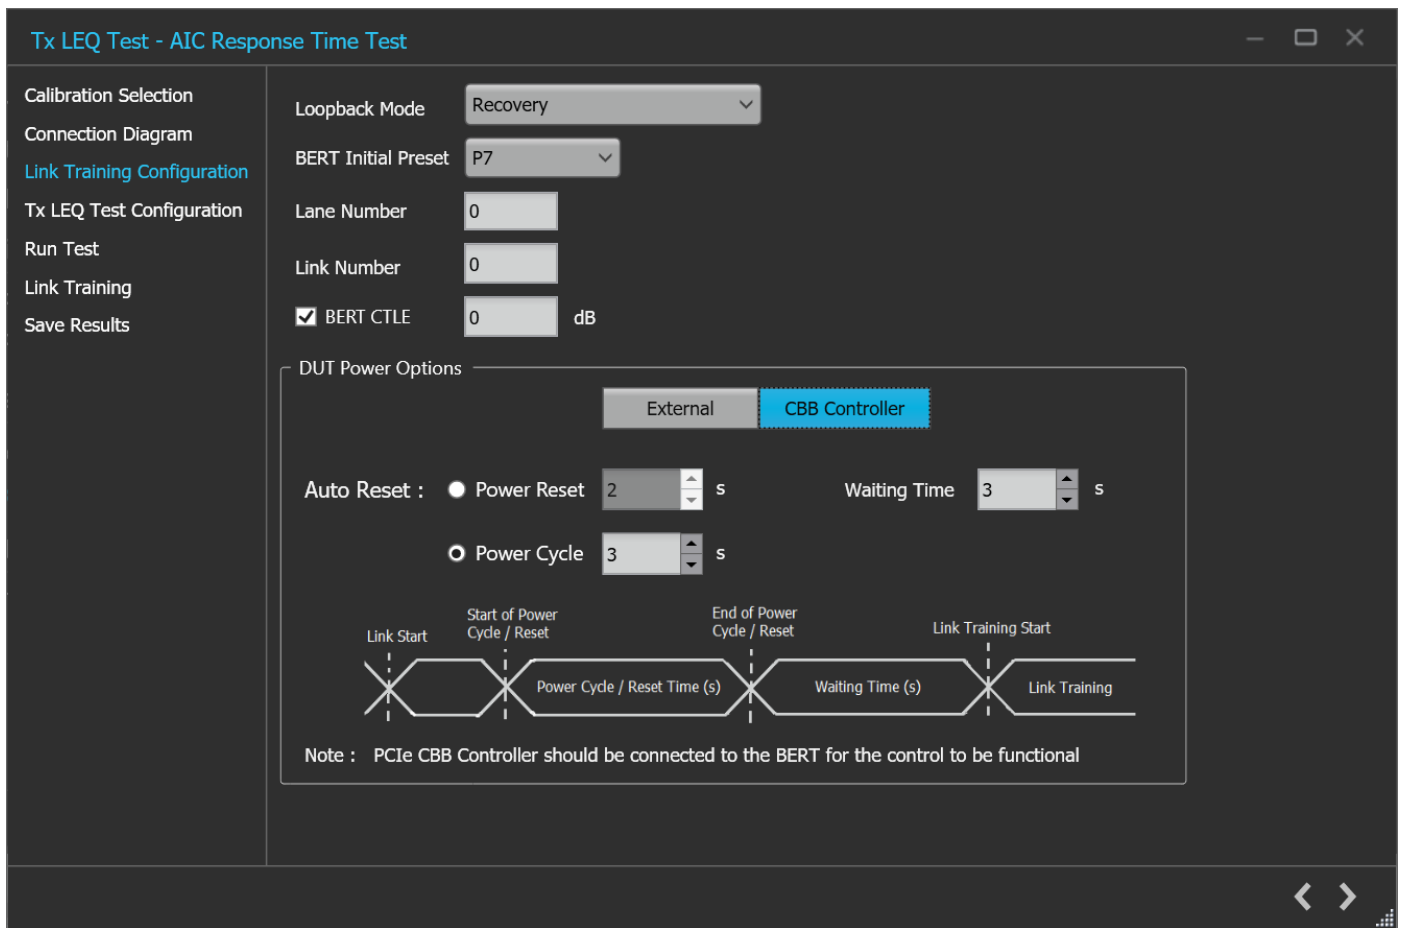 Tx LEQ Test - AIC Response Time Test
Calibration Selection
Connection Diagram
Link Training Configuration
Tx LEQ Test Configuration
Run Test
Link Training
Save Results
Loopback Mode Recovery
BERT Initial Preset P7
Lane Number 0
Link Number 0
BERT CTLE 0 dB
DUT Power Options
External CBB Controller
Auto Reset : Power Reset 2 s Waiting Time 3 s
Power Cycle 3 s
Link Start
Start of Power
Cycle / Reset
End of Power
Cycle / Reset
Link Training Start
Power Cycle / Reset Time (s) Waiting Time (s) Link Training
Note : PCIe CBB Controller should be connected to the BERT for the control to be functional